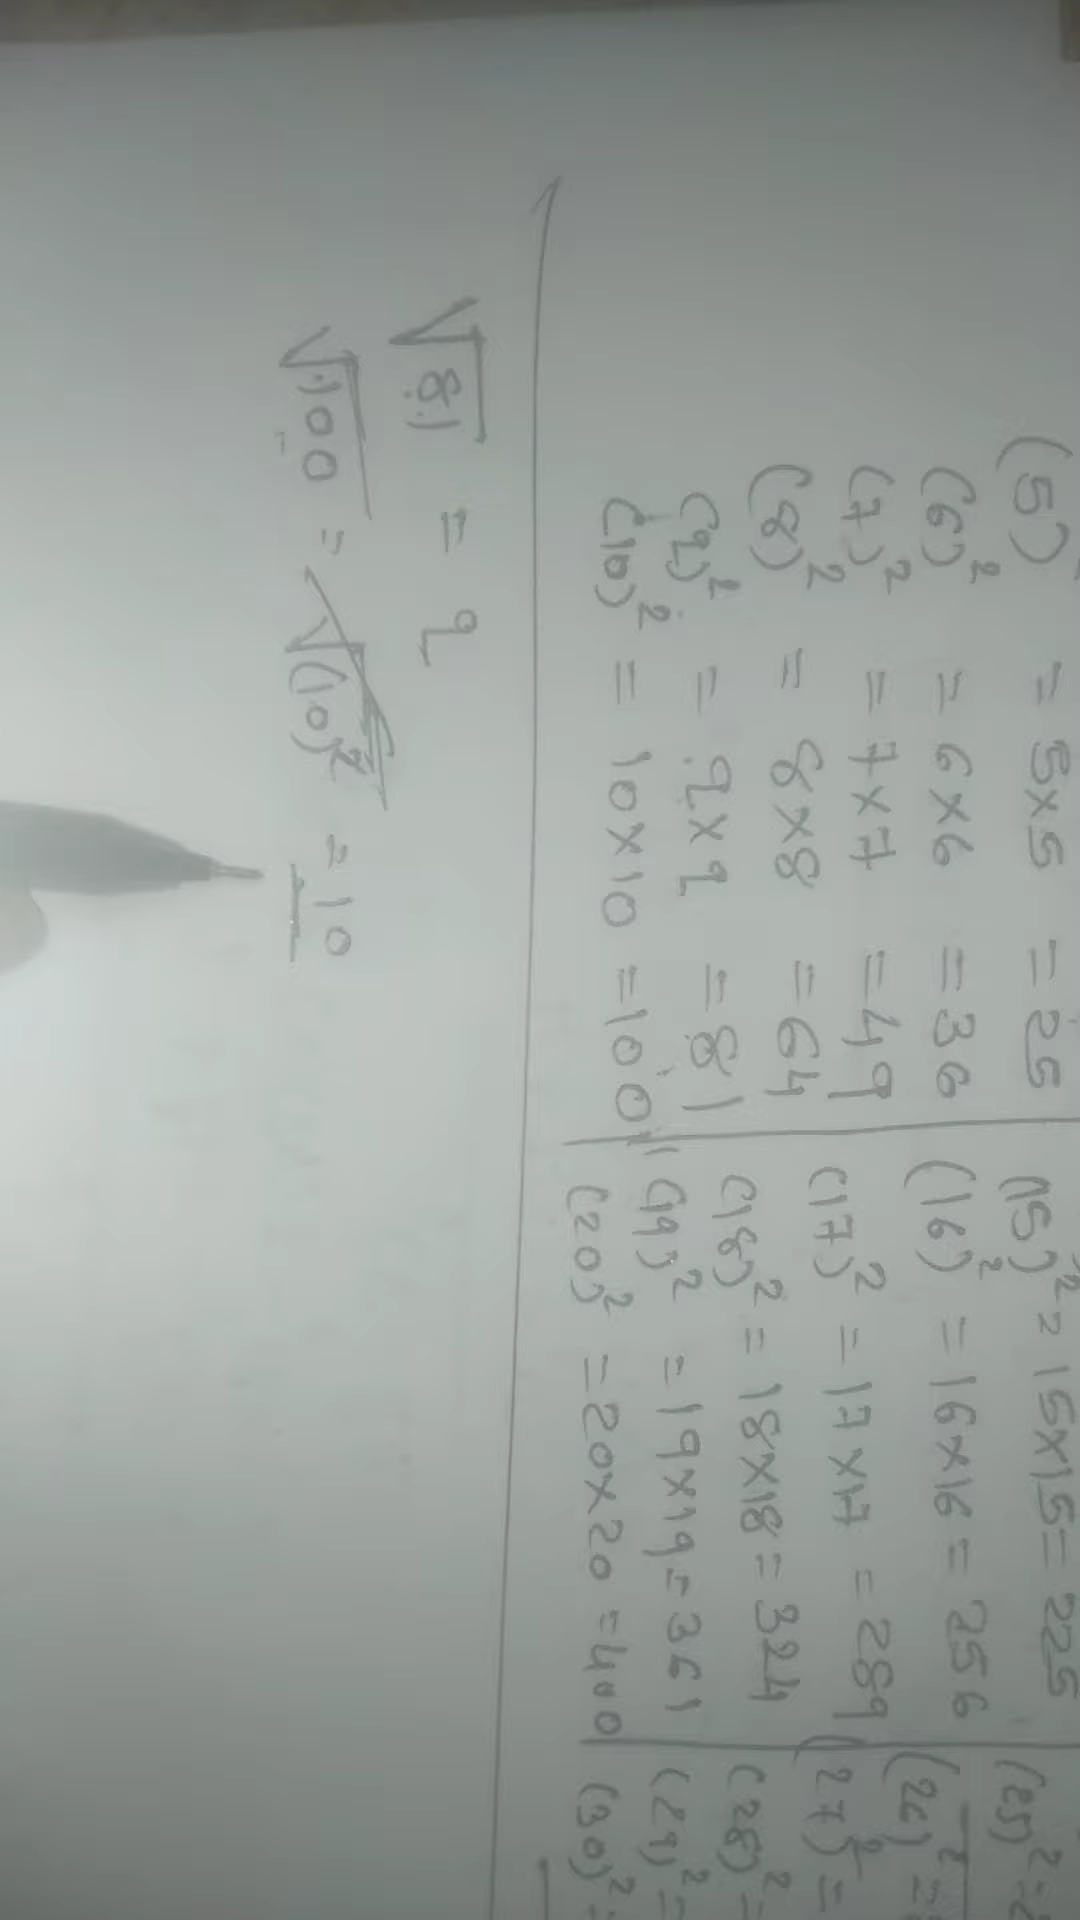 (5)² = 5×5 = 25 (15)² = 15×15 = 225 (25)² =
(6)² = 6×6 = 36 (16)² = 16×16 = 256 (26)² =
(7)² = 7×7 = 49 (17)² = 17×17 = 289 (27)² =
(8)² = 8×8 = 64 (18)² = 18×18 = 324 (28)² =
(9)² = 9×9 = 81 (19)² = 19×19 = 361 (29)² =
(10)² = 10×10 = 100 (20)² = 20×20 = 400 (30)² =
√81 = 9
√100 = √(10)² = 10